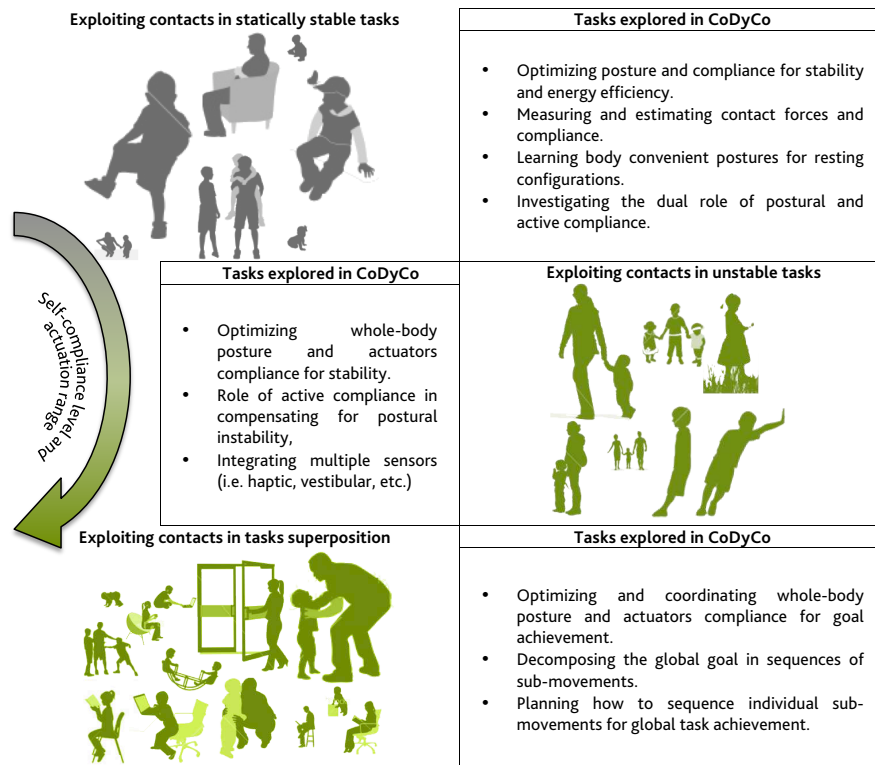 Exploiting contacts in statically stable tasks
Tasks explored in CoDyCo
• Optimizing posture and compliance for stability
and energy efficiency.
• Measuring and estimating contact forces and
compliance.
• Learning body convenient postures for resting
configurations.
• Investigating the dual role of postural and
active compliance.
Self-compliance level and
actuation range
Tasks explored in CoDyCo
• Optimizing whole-body
posture and actuators
compliance for stability.
• Role of active compliance in
compensating for postural
instability,
• Integrating multiple sensors
(i.e. haptic, vestibular, etc.)
Exploiting contacts in unstable tasks
Exploiting contacts in tasks superposition
Tasks explored in CoDyCo
• Optimizing and coordinating whole-body
posture and actuators compliance for goal
achievement.
• Decomposing the global goal in sequences of
sub-movements.
• Planning how to sequence individual sub-
movements for global task achievement.